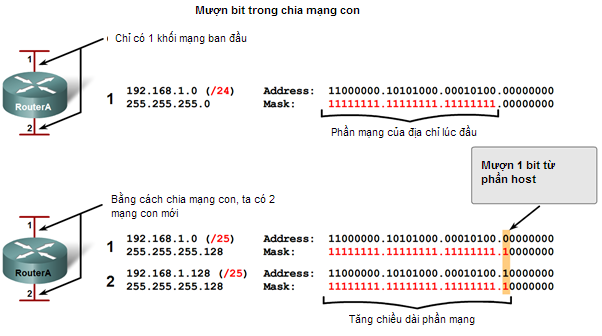 Mượn bit trong chia mạng con
Chỉ có 1 khối mạng ban đầu
1
RouterA
2
1 192.168.1.0 (/24) Address: 11000000.10101000.00010100.00000000
255.255.255.0 Mask: 11111111.11111111.11111111.00000000
Phần mạng của địa chỉ lúc đầu
Mượn 1 bit từ
phần host
Bằng cách chia mạng con, ta có 2
mạng con mới
1
RouterA
2
1 192.168.1.0 (/25) Address: 11000000.10101000.00010100.00000000
255.255.255.128 Mask: 11111111.11111111.11111111.10000000
2 192.168.1.128 (/25) Address: 11000000.10101000.00010100.10000000
255.255.255.128 Mask: 11111111.11111111.11111111.10000000
Tăng chiều dài phần mạng